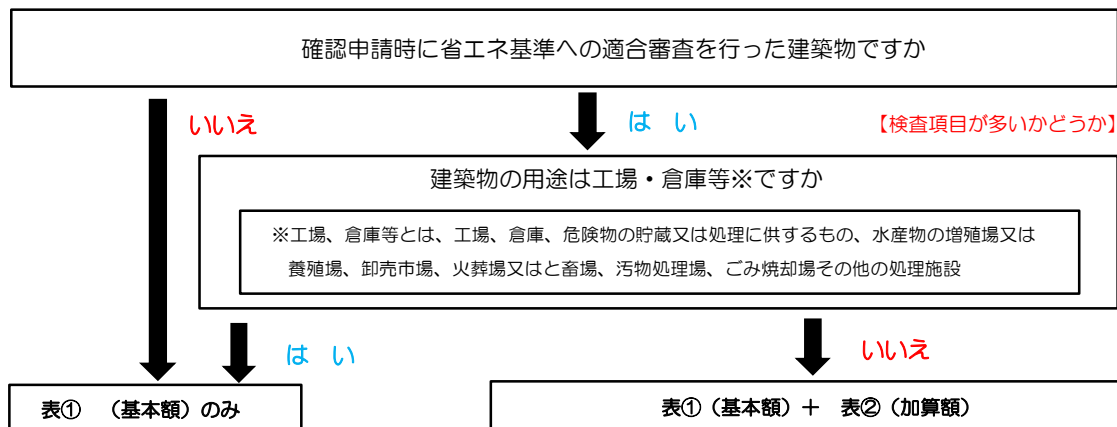 確認申請時に省エネ基準への適合審査を行った建築物ですか
いいえ
は い
【検査項目が多いかどうか】
建築物の用途は工場・倉庫等※ですか
※工場、倉庫等とは、工場、倉庫、危険物の貯蔵又は処理に供するもの、水産物の増殖場又は
養殖場、卸売市場、火葬場又はと畜場、汚物処理場、ごみ焼却場その他の処理施設
は い
いいえ
表① （基本額）のみ
表①（基本額）＋ 表②（加算額）